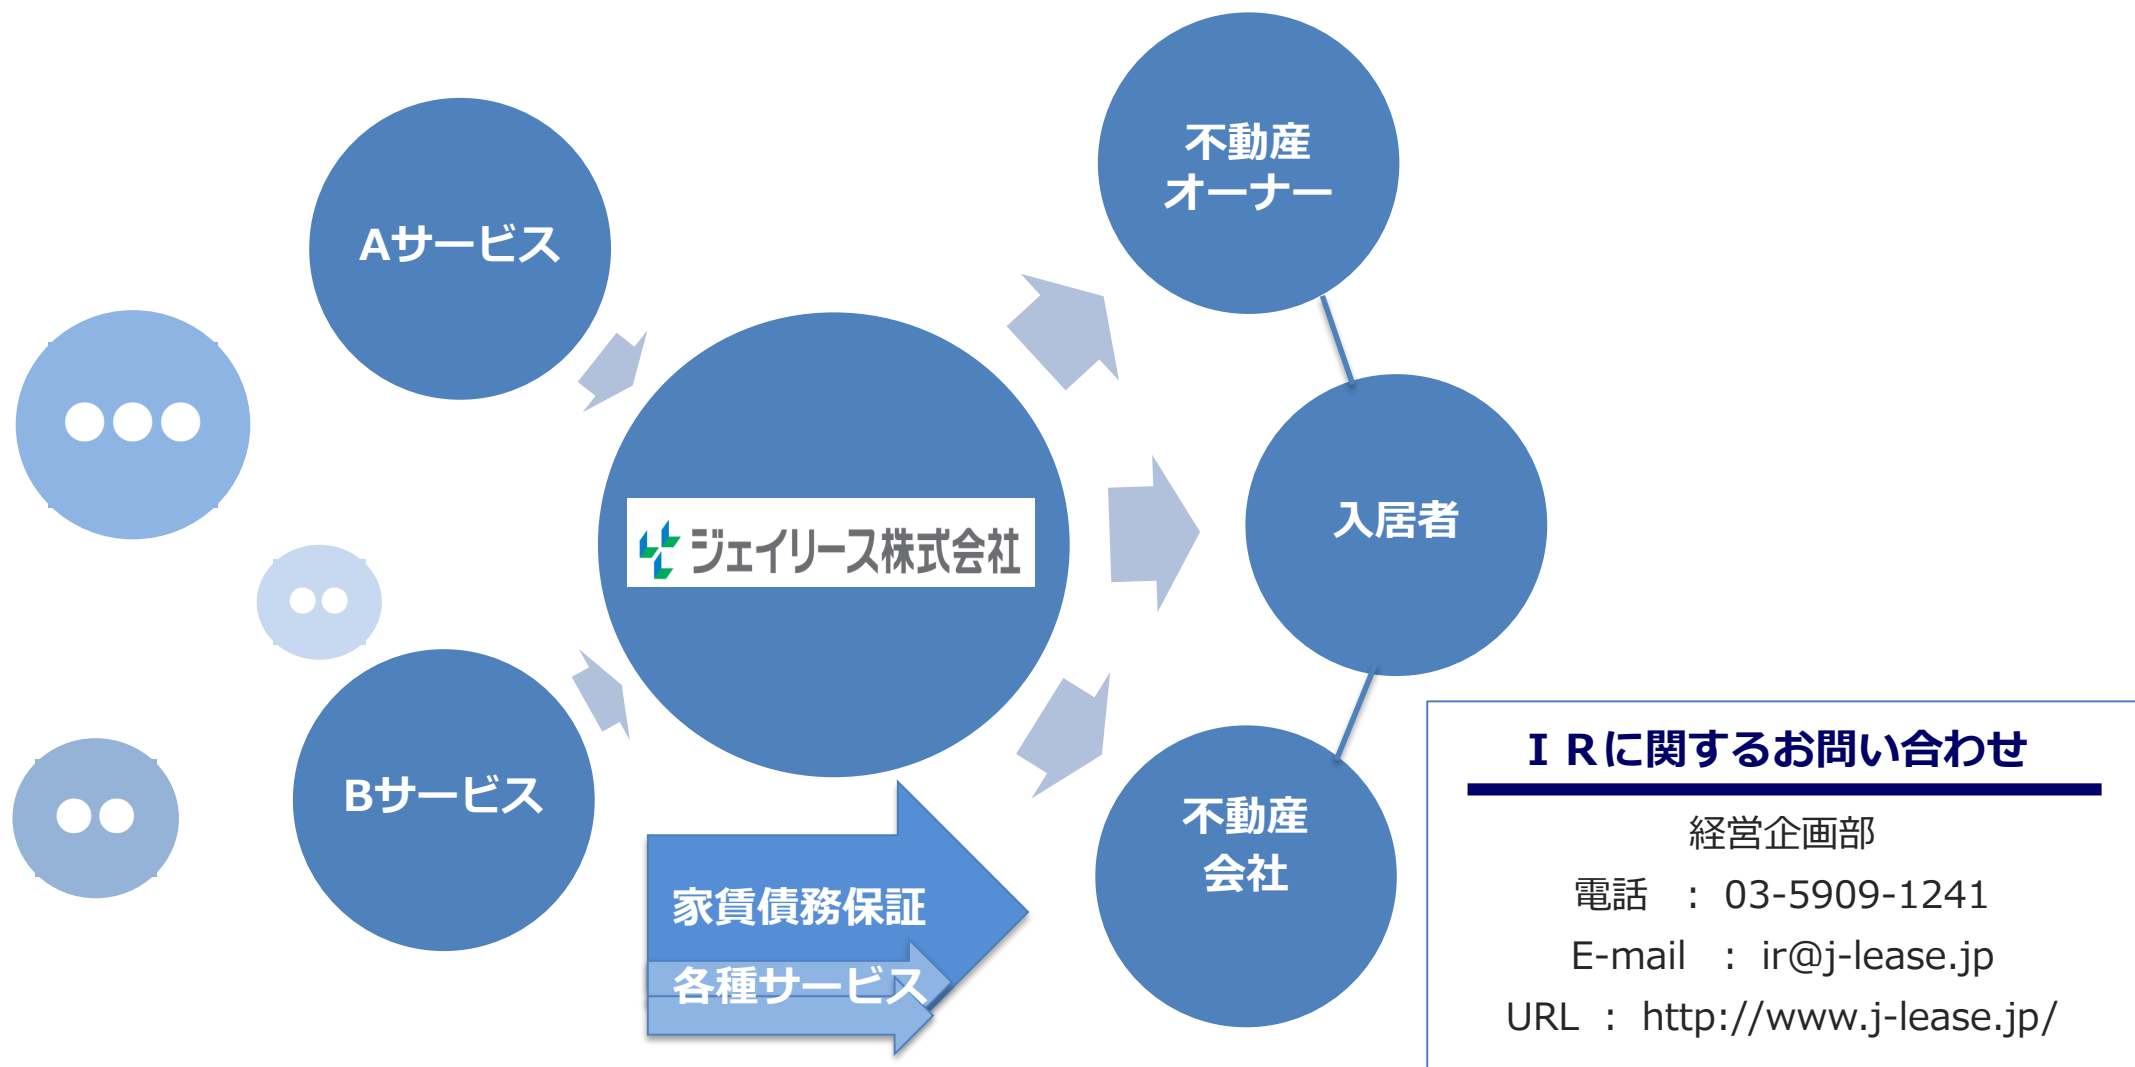 不動産
オーナー
Aサービス
●●●
入居者
ジェイリース株式会社
●●
Bサービス
●●
不動産
会社
家賃債務保証
各種サービス
ＩＲに関するお問い合わせ
経営企画部
電話 : 03-5909-1241
E-mail : ir@j-lease.jp
URL : http://www.j-lease.jp/